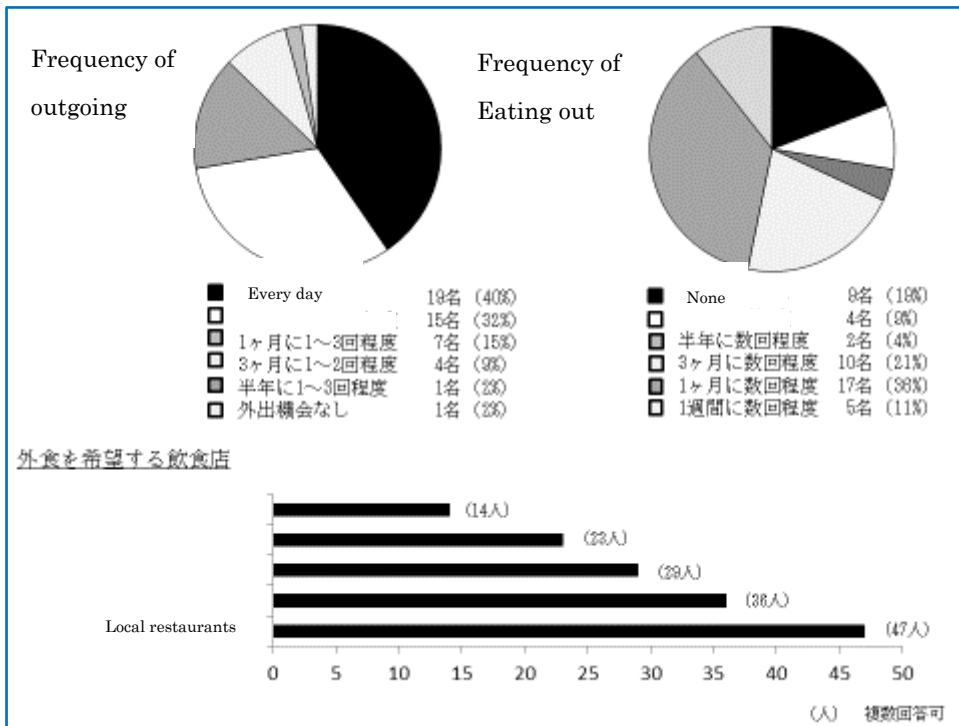 Frequency of
outgoing
Frequency of
Eating out
Every day 19名 (40%)
15名 (32%)
1ヶ月に1～3回程度 7名 (15%)
3ヶ月に1～2回程度 4名 (9%)
半年に1～3回程度 1名 (2%)
外出機会なし 1名 (2%)
None 9名 (19%)
4名 (9%)
半年に数回程度 2名 (4%)
3ヶ月に数回程度 10名 (21%)
1ヶ月に数回程度 17名 (36%)
1週間に数回程度 5名 (11%)
外食を希望する飲食店
(14人)
(23人)
(29人)
(36人)
Local restaurants (47人)
0 5 10 15 20 25 30 35 40 45 50
(人) 複数回答可